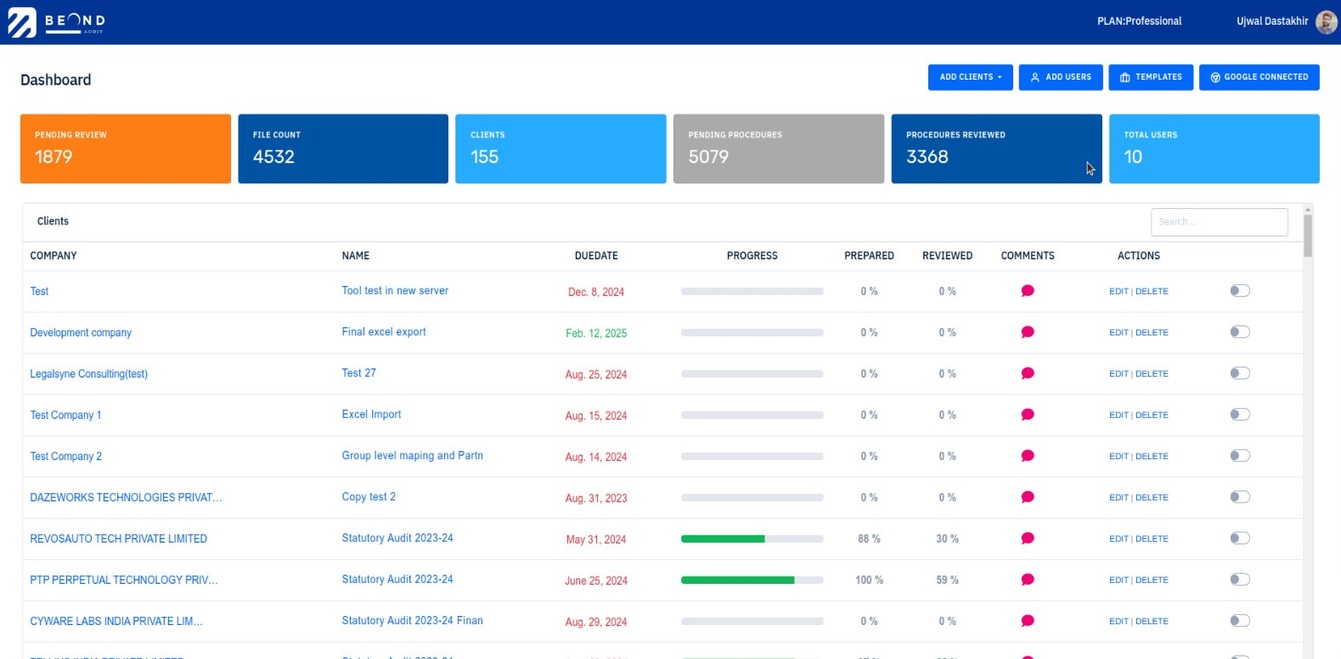 BEOND
AUDIT
PLAN:Professional
Ujwal Dastakhir
Dashboard
ADD CLIENTS
ADD USERS
TEMPLATES
GOOGLE CONNECTED
PENDING REVIEW
1879
FILE COUNT
4532
CLIENTS
155
PENDING PROCEDURES
5079
PROCEDURES REVIEWED
3368
TOTAL USERS
10
Clients
Search ...
COMPANY NAME DUEDATE PROGRESS PREPARED REVIEWED COMMENTS ACTIONS
Test Tool test in new server Dec. 8, 2024 0 % 0 % EDIT | DELETE
Development company Final excel export Feb. 12, 2025 0 % 0 % EDIT | DELETE
Legalsyne Consulting(test) Test 27 Aug. 25, 2024 0 % 0 % EDIT | DELETE
Test Company 1 Excel Import Aug. 15, 2024 0 % 0 % EDIT | DELETE
Test Company 2 Group level maping and Partn Aug. 14, 2024 0 % 0 % EDIT | DELETE
DAZEWORKS TECHNOLOGIES PRIVAT... Copy test 2 Aug. 31, 2023 0 % 0 % EDIT | DELETE
REVOSAUTO TECH PRIVATE LIMITED Statutory Audit 2023-24 May 31, 2024 88 % 30 % EDIT | DELETE
PTP PERPETUAL TECHNOLOGY PRIV... Statutory Audit 2023-24 June 25, 2024 100 % 59 % EDIT | DELETE
CYWARE LABS INDIA PRIVATE LIM... Statutory Audit 2023-24 Finan Aug. 29, 2024 0 % 0 % EDIT | DELETE